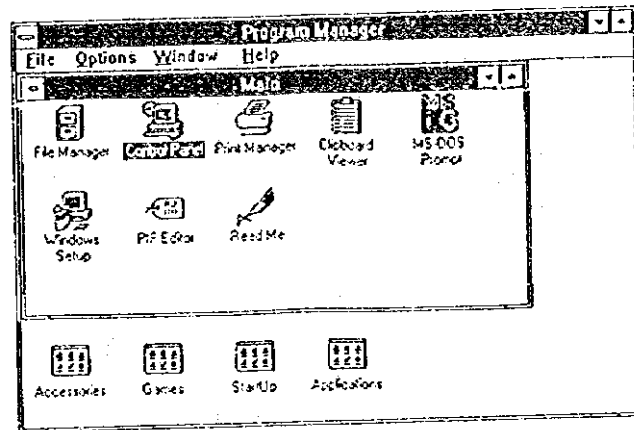 Program Manager
File Options Window Help
Main
File Manager Control Panel Print Manager Clipboard Viewer MS-DOS Prompt
Windows Setup PIF Editor Read Me
Accessories Games StartUp Applications